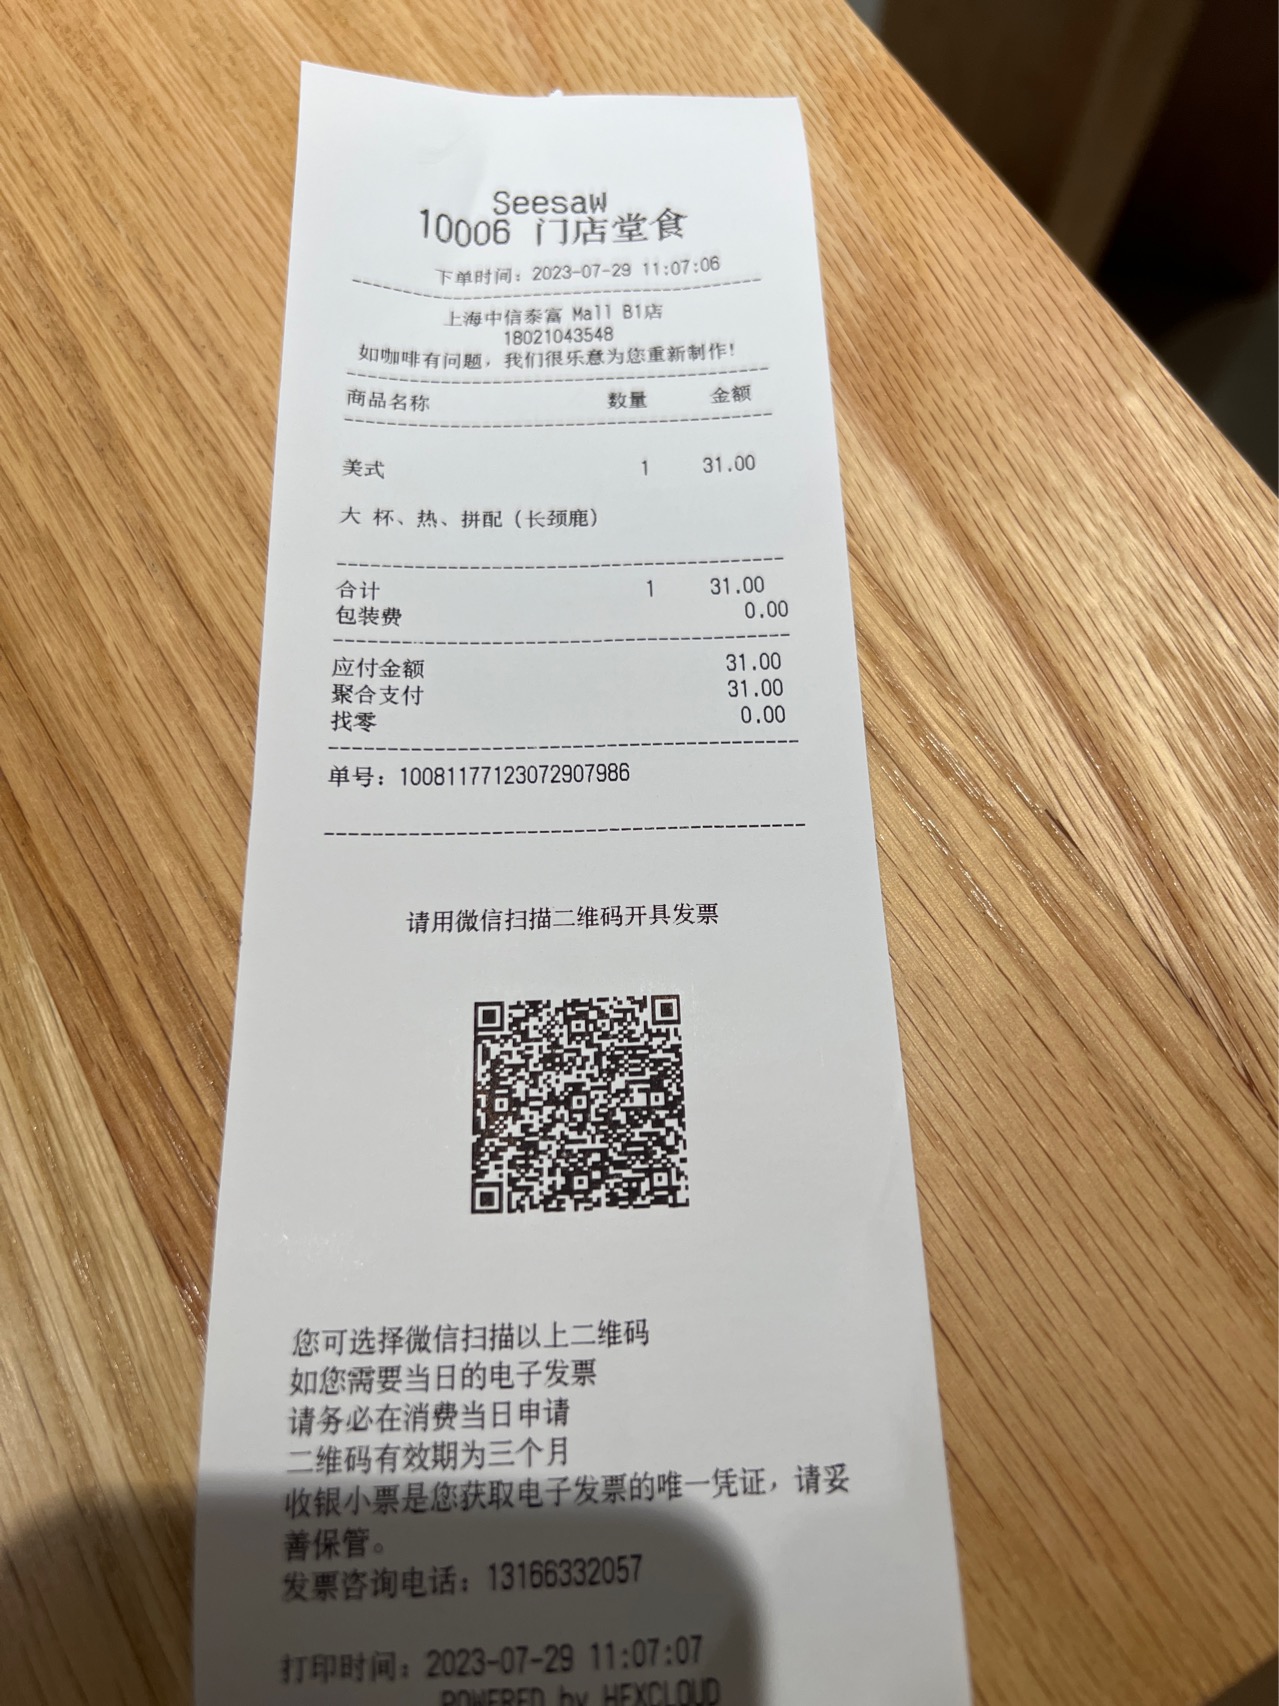 Seesaw
10006 门店堂食
下单时间：2023-07-29 11:07:06
上海中信泰富 Mall B1店
18021043548
如咖啡有问题，我们很乐意为您重新制作!
商品名称 数量 金额
美式 1 31.00
大 杯、热、拼配（长颈鹿）
合计 1 31.00
包装费 0.00
应付金额 31.00
聚合支付 31.00
找零 0.00
单号：10081177123072907986
请用微信扫描二维码开具发票
您可选择微信扫描以上二维码
如您需要当日的电子发票
请务必在消费当日申请
二维码有效期为三个月
收银小票是您获取电子发票的唯一凭证，请妥
善保管。
发票咨询电话：13166332057
打印时间：2023-07-29 11:07:07
POWERED by HEXCLOUD